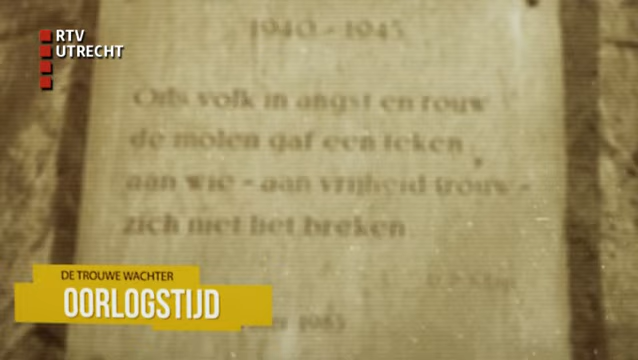 RTV
UTRECHT
1940 - 1945
Ons volk in angst en rouw
de molen gaf een teken
aan wie - aan vrijheid trouw -
zich niet liet breken
DE TROUWE WACHTER
OORLOGSTIJD
1985